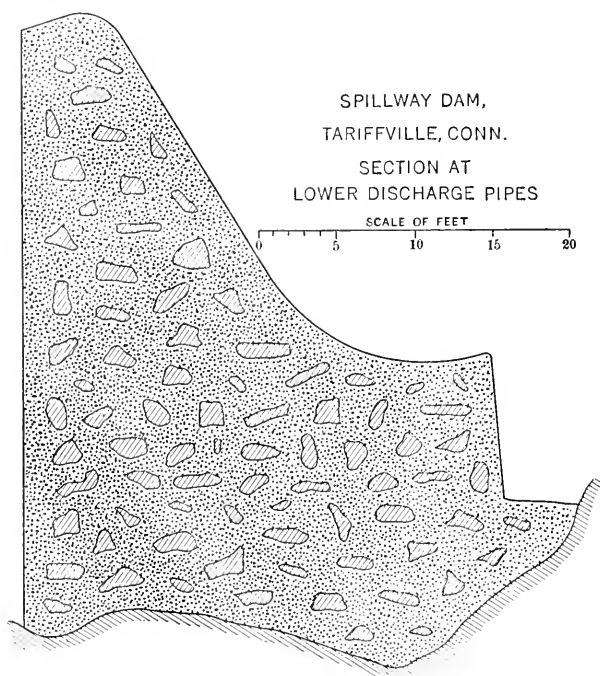 SPILLWAY DAM,
TARIFFVILLE, CONN.
SECTION AT
LOWER DISCHARGE PIPES
SCALE OF FEET
0 5 10 15 20